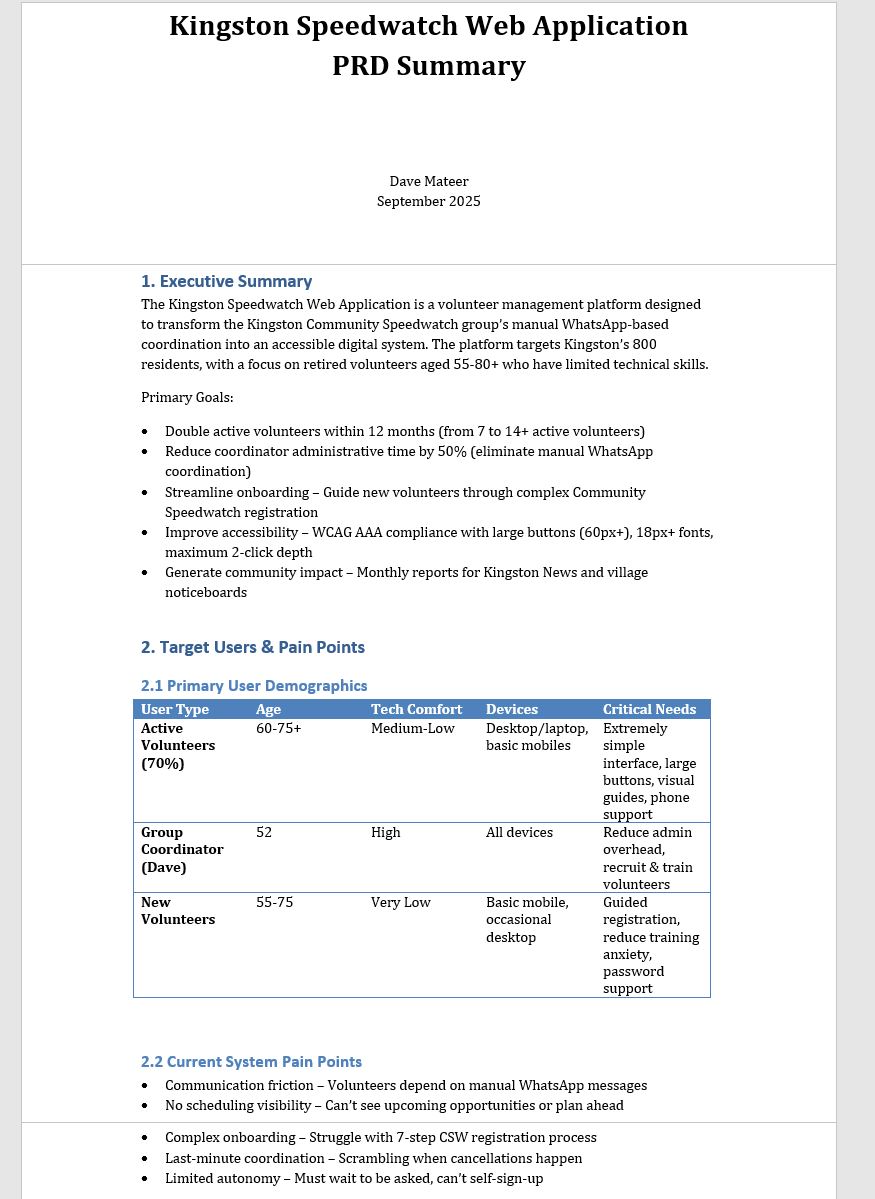 Kingston Speedwatch Web Application
PRD Summary
Dave Mateer
September 2025
1. Executive Summary
The Kingston Speedwatch Web Application is a volunteer management platform designed
to transform the Kingston Community Speedwatch group's manual WhatsApp-based
coordination into an accessible digital system. The platform targets Kingston's 800
residents, with a focus on retired volunteers aged 55-80+ who have limited technical skills.
Primary Goals:
• Double active volunteers within 12 months (from 7 to 14+ active volunteers)
• Reduce coordinator administrative time by 50% (eliminate manual WhatsApp
coordination)
• Streamline onboarding – Guide new volunteers through complex Community
Speedwatch registration
• Improve accessibility – WCAG AAA compliance with large buttons (60px+), 18px+ fonts,
maximum 2-click depth
• Generate community impact – Monthly reports for Kingston News and village
noticeboards
2. Target Users & Pain Points
2.1 Primary User Demographics
User Type Age Tech Comfort Devices Critical Needs
Active 60-75+ Medium-Low Desktop/laptop, Extremely
Volunteers basic mobiles simple
(70%) interface, large
buttons, visual
guides, phone
support
Group 52 High All devices Reduce admin
Coordinator overhead,
(Dave) recruit & train
volunteers
New 55-75 Very Low Basic mobile, Guided
Volunteers occasional registration,
desktop reduce training
anxiety,
password
support
2.2 Current System Pain Points
• Communication friction – Volunteers depend on manual WhatsApp messages
• No scheduling visibility – Can't see upcoming opportunities or plan ahead
• Complex onboarding – Struggle with 7-step CSW registration process
• Last-minute coordination – Scrambling when cancellations happen
• Limited autonomy – Must wait to be asked, can't self-sign-up